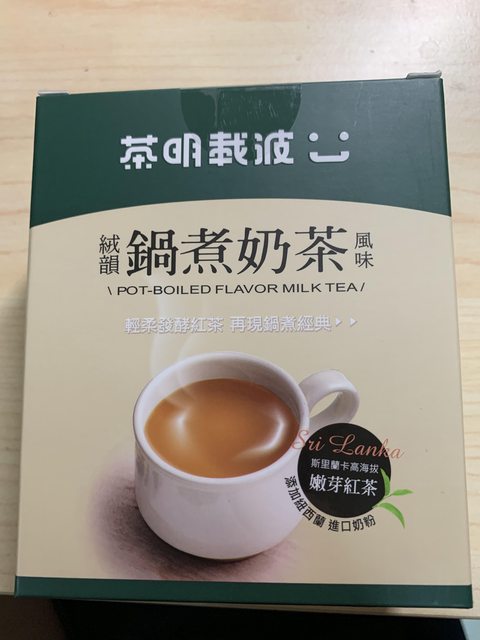 茶明載波
絨韻 鍋煮奶茶 風味
\ POT-BOILED FLAVOR MILK TEA /
輕柔發酵紅茶 再現鍋煮經典
Sri Lanka
斯里蘭卡高海拔
嫩芽紅茶
添加紐西蘭 進口奶粉